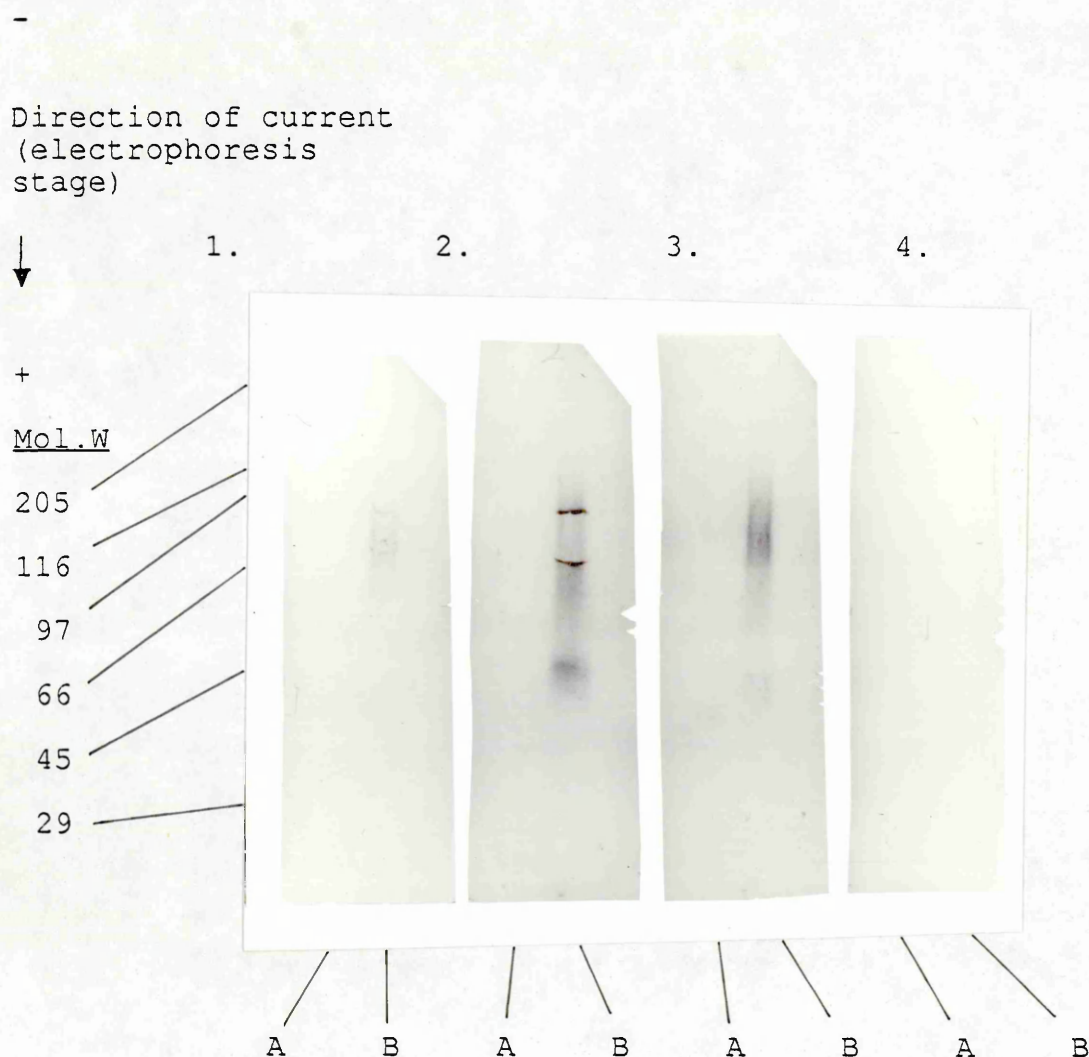 -
Direction of current
(electrophoresis
stage)
1. 2. 3. 4.
+
Mol.W
205
116
97
66
45
29
A B A B A B A B